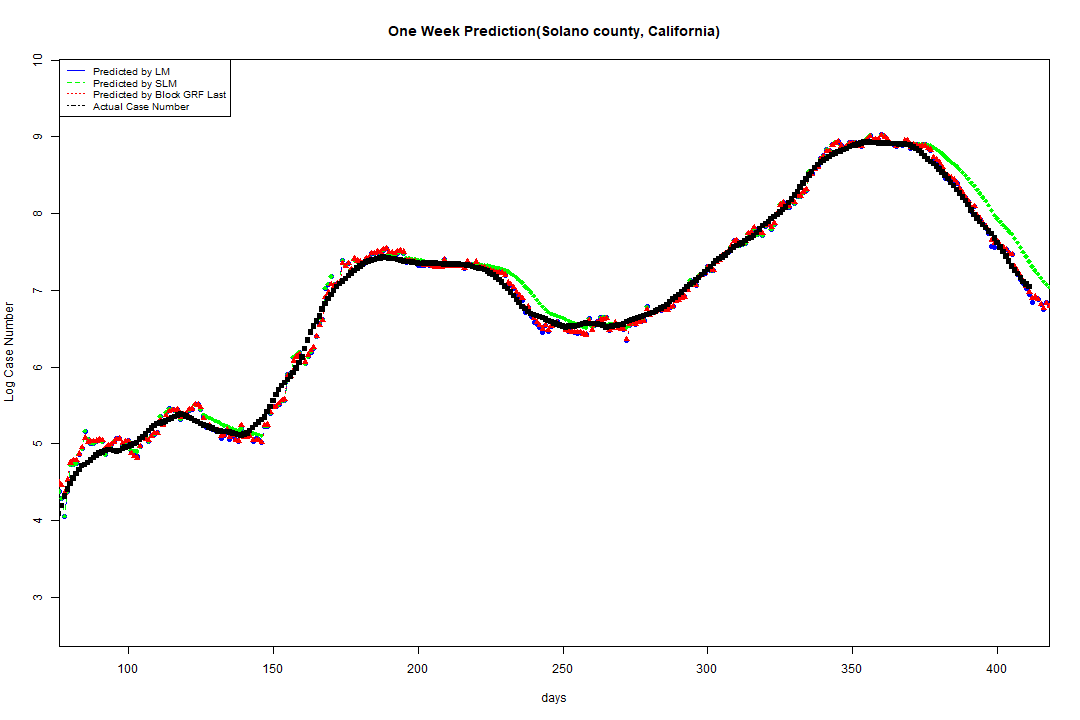 One Week Prediction(Solano county, California)
Predicted by LM
Predicted by SLM
Predicted by Block GRF Last
Actual Case Number
10
9
8
7
6
5
4
3
Log Case Number
100 150 200 250 300 350 400
days